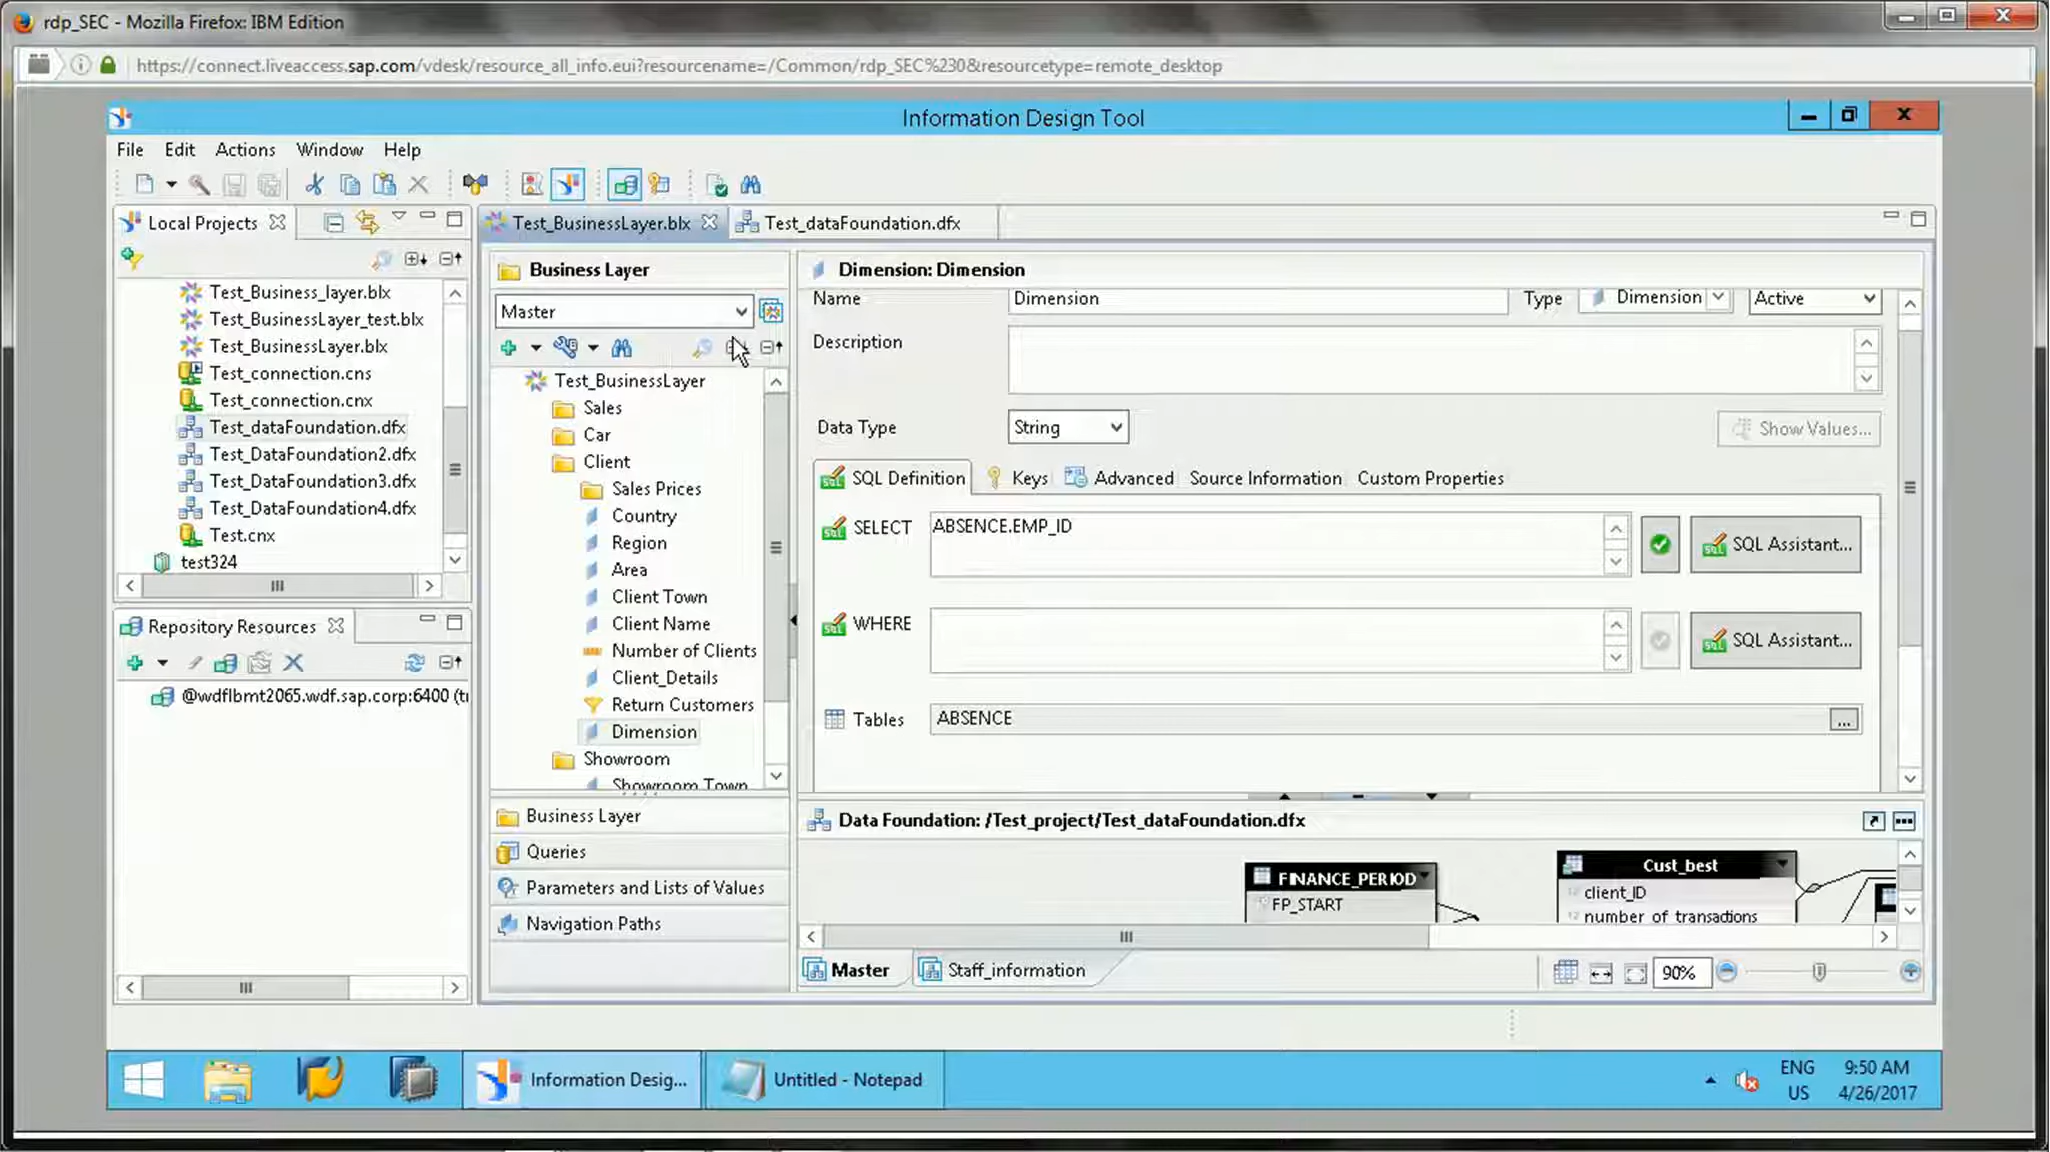 rdp_SEC - Mozilla Firefox: IBM Edition
https://connect.liveaccess.sap.com/vdesk/resource_all_info.eui?resourcename=/Common/rdp_SEC%230&resourcetype=remote_desktop
Information Design Tool
File Edit Actions Window Help
Local Projects
Test_Business_layer.blx
Test_BusinessLayer_test.blx
Test_BusinessLayer.blx
Test_connection.cns
Test_connection.cnx
Test_dataFoundation.dfx
Test_DataFoundation2.dfx
Test_DataFoundation3.dfx
Test_DataFoundation4.dfx
Test.cnx
test324
Repository Resources
@wdflbmt2065.wdf.sap.corp:6400 (tr
Test_BusinessLayer.blx
Test_dataFoundation.dfx
Business Layer
Master
Test_BusinessLayer
Sales
Car
Client
Sales Prices
Country
Region
Area
Client Town
Client Name
Number of Clients
Client_Details
Return Customers
Dimension
Showroom
Showroom Town
Business Layer
Queries
Parameters and Lists of Values
Navigation Paths
Dimension: Dimension
Name Dimension Type Dimension Active
Description
Data Type String Show Values...
SQL Definition Keys Advanced Source Information Custom Properties
SELECT ABSENCE.EMP_ID SQL Assistant...
WHERE SQL Assistant...
Tables ABSENCE ...
Data Foundation: /Test_project/Test_dataFoundation.dfx
FINANCE_PERIOD
FP_START
Cust_best
client_ID
number of transadions
Master Staff_information 90%
Information Desig...
Untitled - Notepad
ENG
US
9:50 AM
4/26/2017